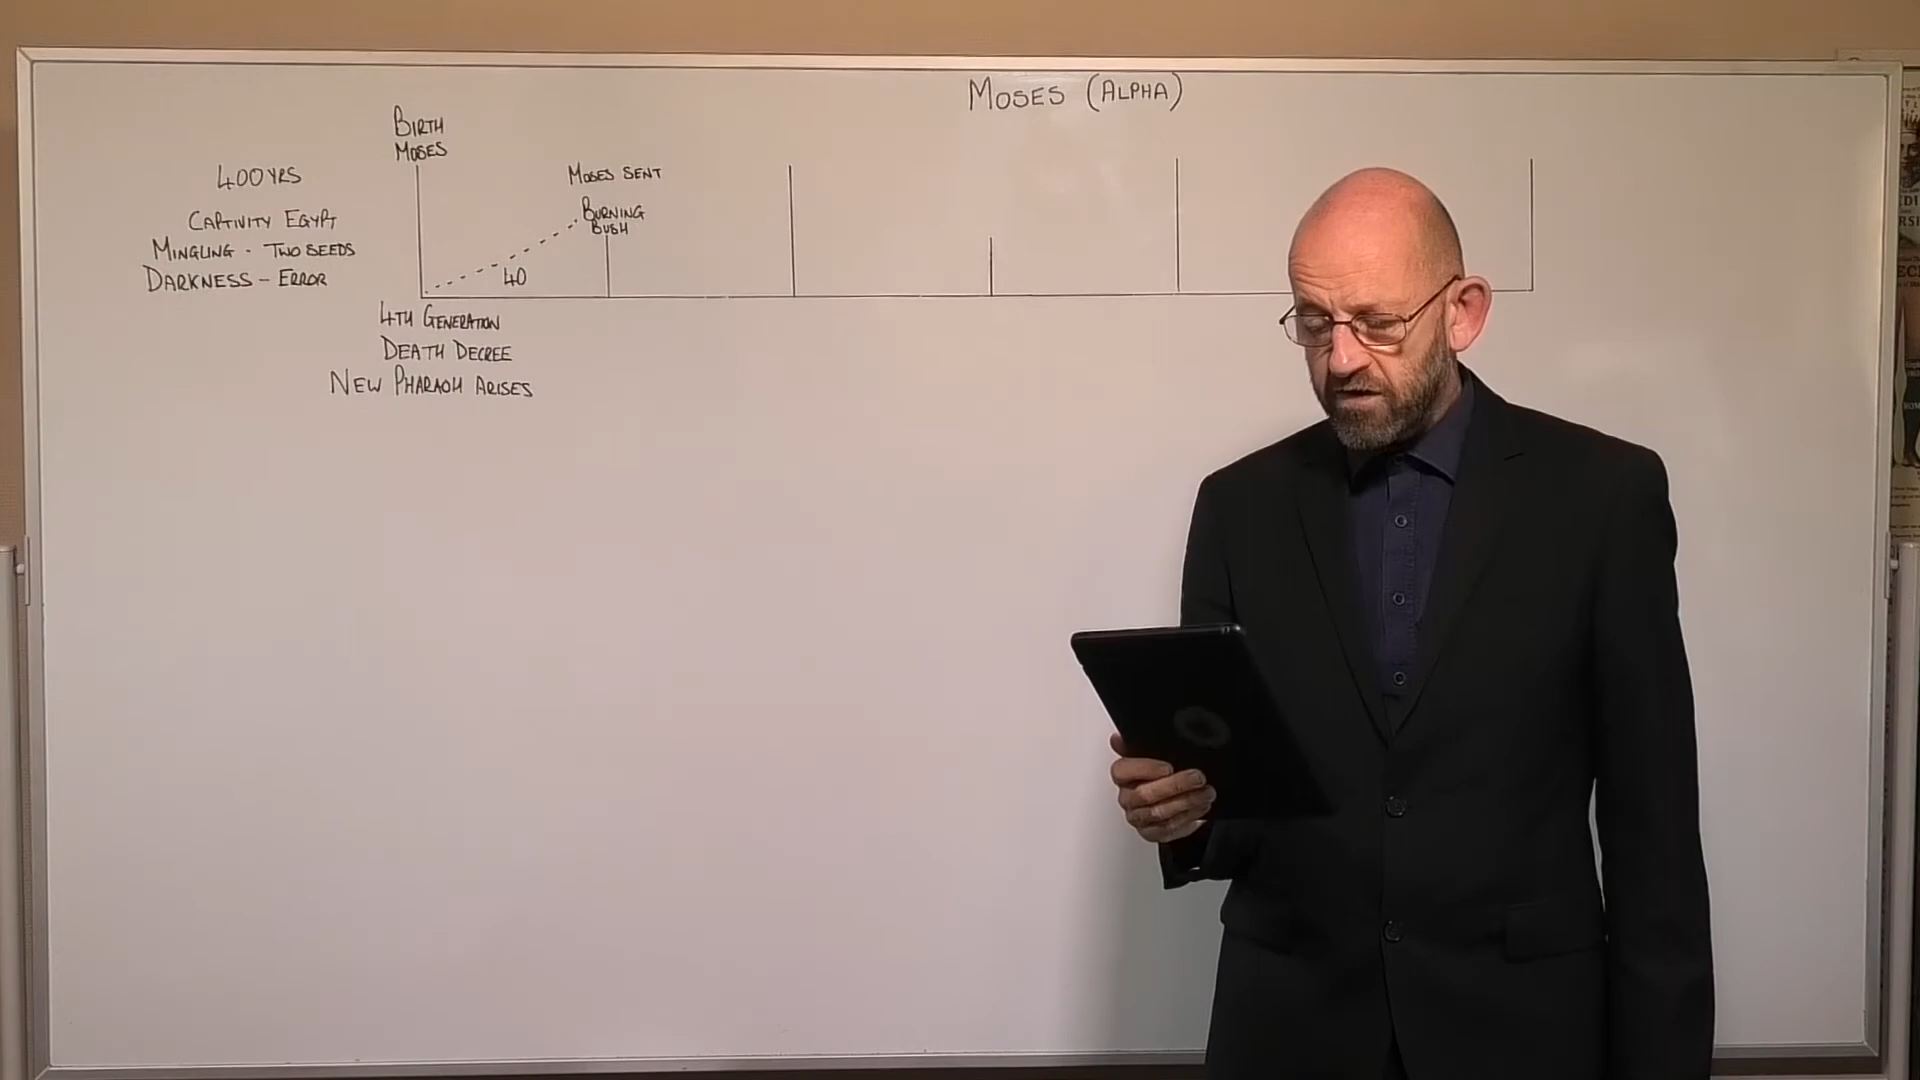 MOSES (ALPHA)
BIRTH
MOSES
400 YRS
CAPTIVITY EGYPT
MINGLING - TWO SEEDS
DARKNESS - ERROR
MOSES SENT
BURNING
BUSH
40
4TH GENERATION
DEATH DECREE
NEW PHARAOH ARISES